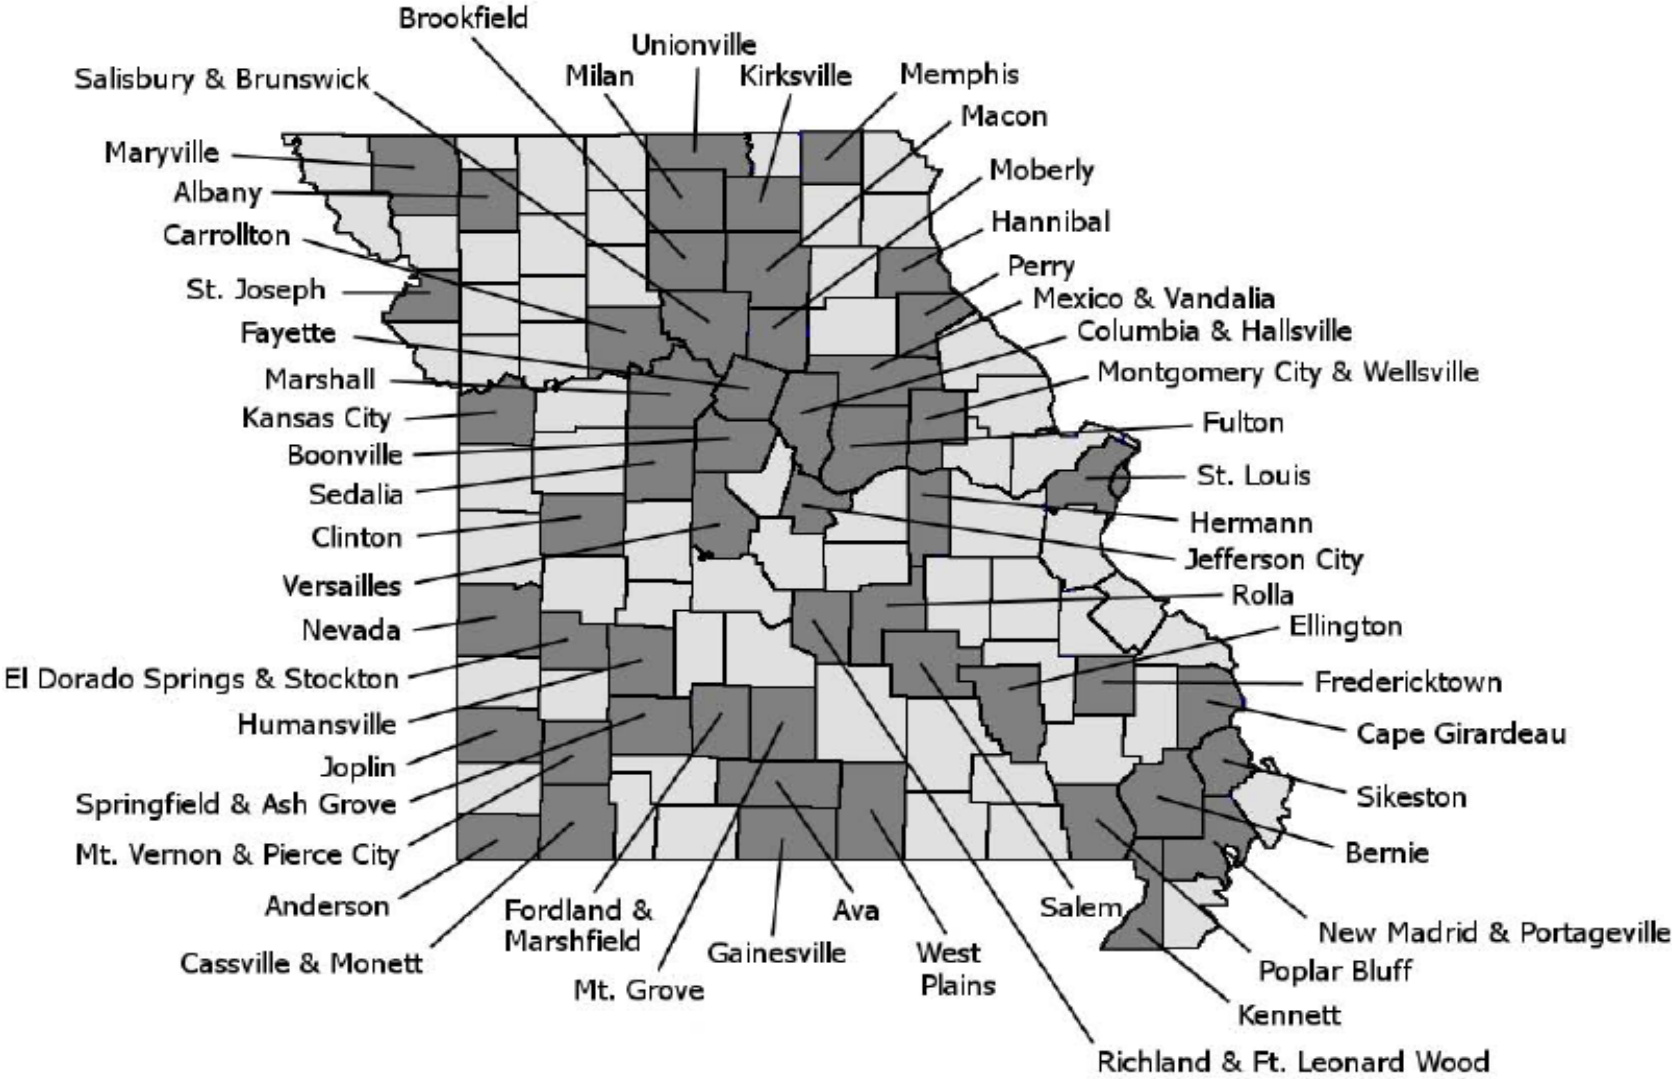 Brookfield
Unionville
Milan
Kirksville
Memphis
Salisbury & Brunswick
Macon
Maryville
Moberly
Albany
Hannibal
Carrollton
Perry
St. Joseph
Mexico & Vandalia
Fayette
Columbia & Hallsville
Marshall
Montgomery City & Wellsville
Kansas City
Fulton
Boonville
St. Louis
Sedalia
Hermann
Clinton
Jefferson City
Versailles
Rolla
Nevada
Ellington
El Dorado Springs & Stockton
Fredericktown
Humansville
Cape Girardeau
Joplin
Sikeston
Springfield & Ash Grove
Mt. Vernon & Pierce City
Bernie
Anderson
Fordland &
Marshfield
Ava
Salem
New Madrid & Portageville
Cassville & Monett
Gainesville
West
Plains
Poplar Bluff
Mt. Grove
Kennett
Richland & Ft. Leonard Wood